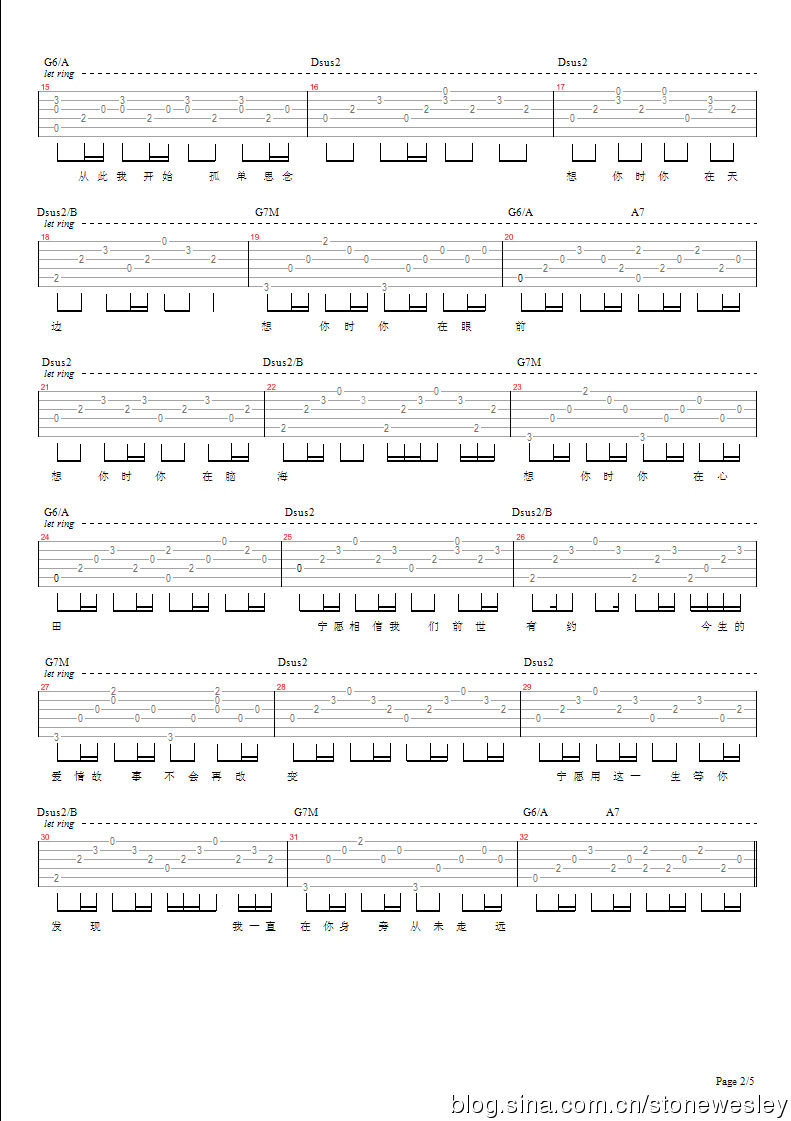 G6/A Dsus2 Dsus2
let ring
15 16 17
从此我开始 孤单思念 想 你时你 在天
Dsus2/B G7M G6/A A7
let ring
18 19 20
边 想 你时你 在眼 前
Dsus2 Dsus2/B G7M
let ring
21 22 23
想 你时你 在脑 海 想 你时你 在心
G6/A Dsus2 Dsus2/B
let ring
24 25 26
田 宁愿相信我 们前世 有约 今生的
G7M Dsus2 Dsus2
let ring
27 28 29
爱情故 事不会再改 变 宁愿用这一 生等你
Dsus2/B G7M G6/A A7
let ring
30 31 32
发现 我一直 在你身 旁从未走 远
Page 2/5
blog.sina.com.cn/stonewesley